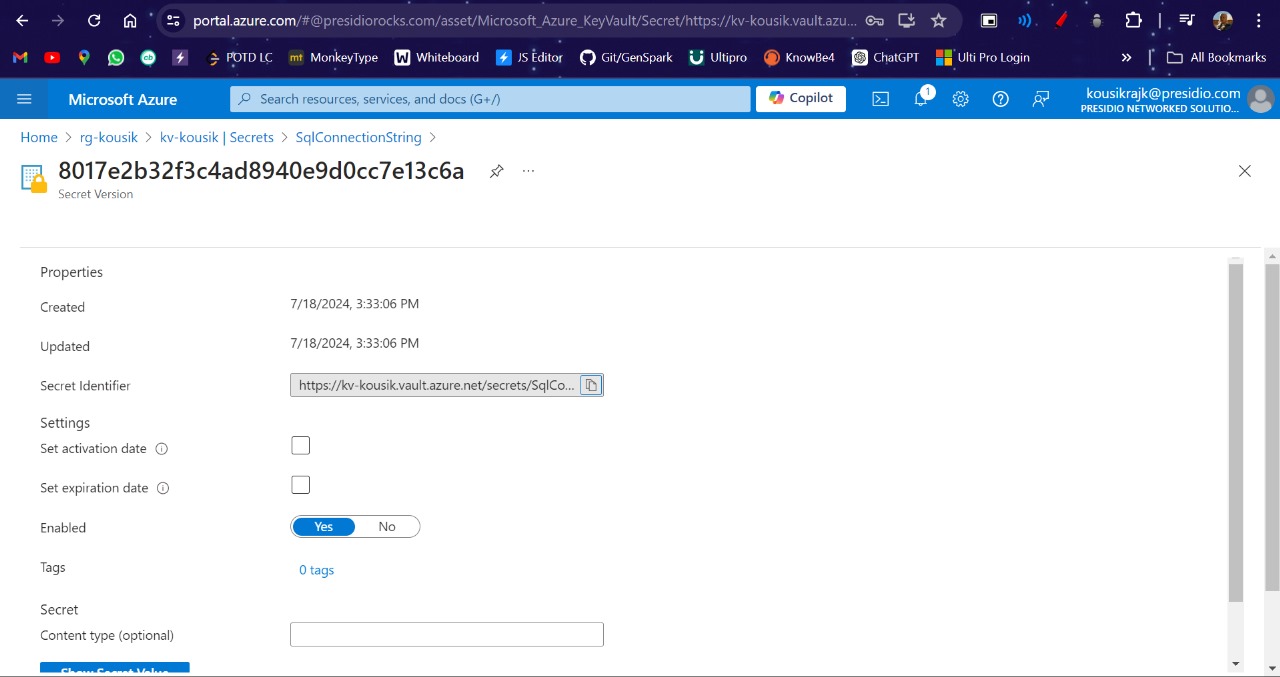 portal.azure.com/#@presidiorocks.com/asset/Microsoft_Azure_KeyVault/Secret/https://kv-kousik.vault.azu...
POTD LC
mt MonkeyType
W Whiteboard
JS Editor
Git/GenSpark
Ultipro
KnowBe4
ChatGPT
Ulti Pro Login
»
All Bookmarks
Microsoft Azure
Search resources, services, and docs (G+/)
Copilot
1
kousikrajk@presidio.com
PRESIDIO NETWORKED SOLUTIO...
Home > rg-kousik > kv-kousik | Secrets > SqlConnectionString >
8017e2b32f3c4ad8940e9d0cc7e13c6a
...
Secret Version
Properties
Created
7/18/2024, 3:33:06 PM
Updated
7/18/2024, 3:33:06 PM
Secret Identifier
https://kv-kousik.vault.azure.net/secrets/SqlCo...
Settings
Set activation date
Set expiration date
Enabled
Yes No
Tags
0 tags
Secret
Content type (optional)
Show Secret Value